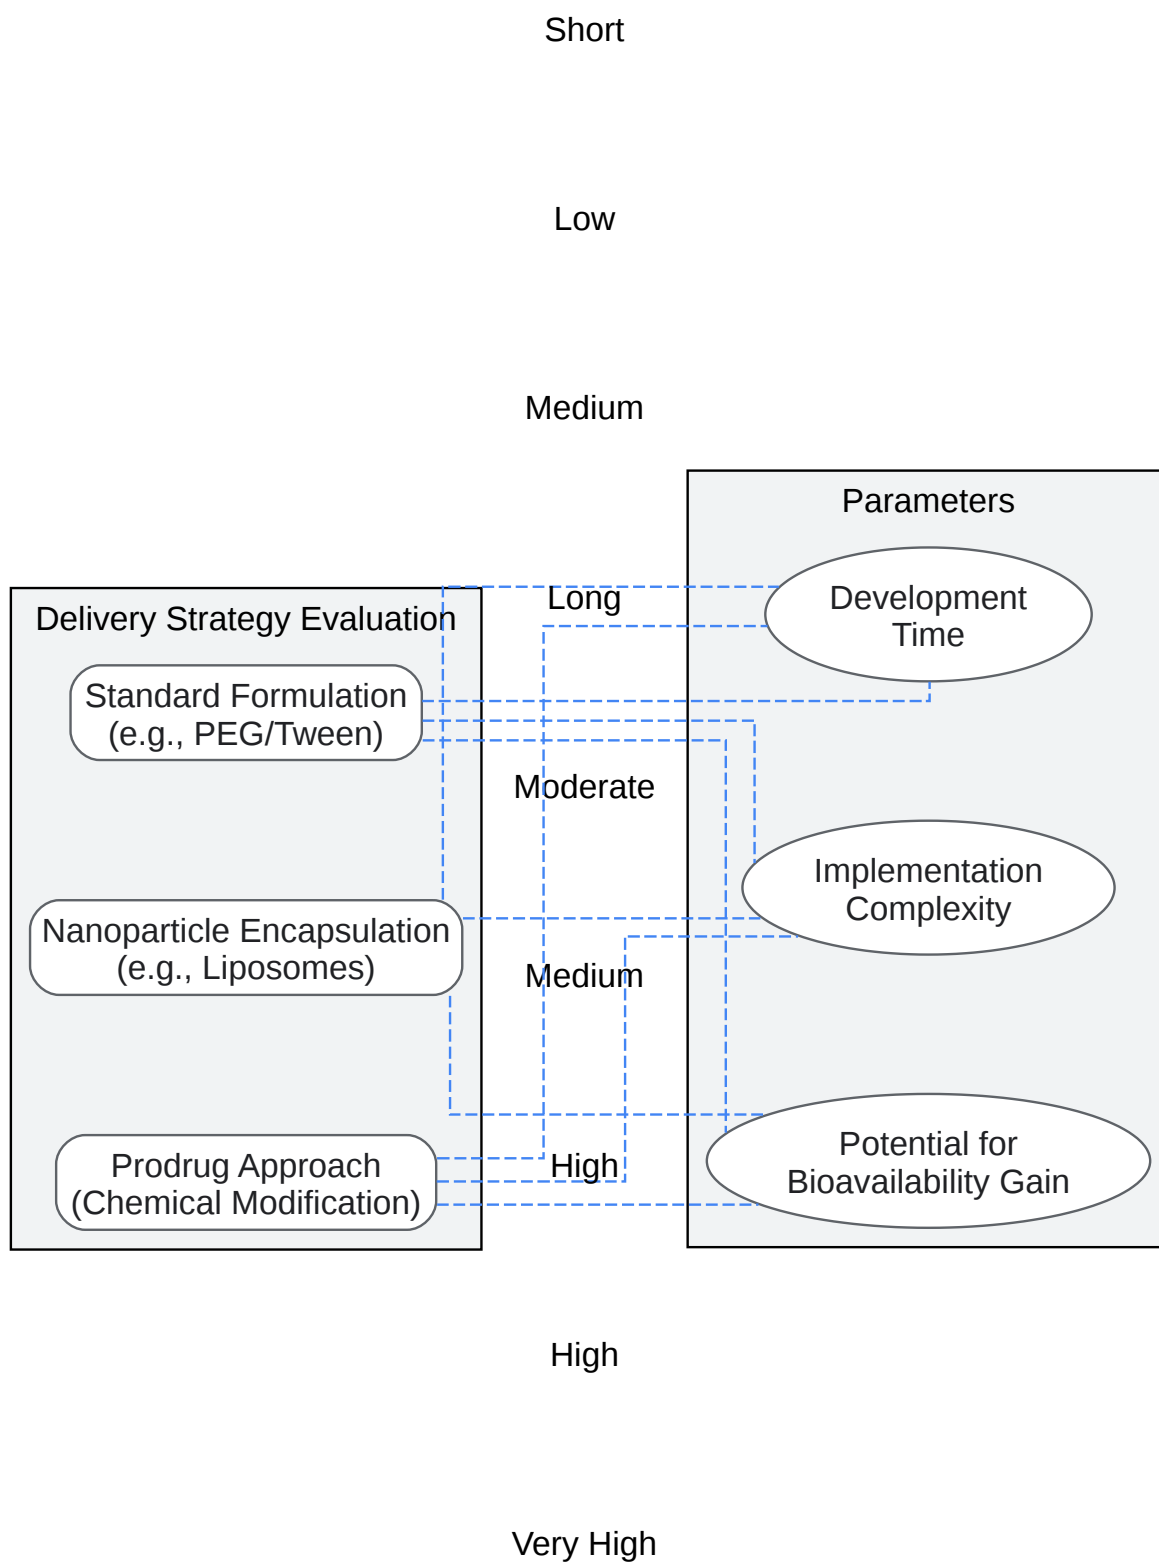 Short
Low
Medium
Parameters
Development
Time
Long
Delivery Strategy Evaluation
Standard Formulation
(e.g., PEG/Tween)
Moderate
Implementation
Complexity
Nanoparticle Encapsulation
(e.g., Liposomes)
Medium
Potential for
Bioavailability Gain
Prodrug Approach
(Chemical Modification)
High
High
Very High